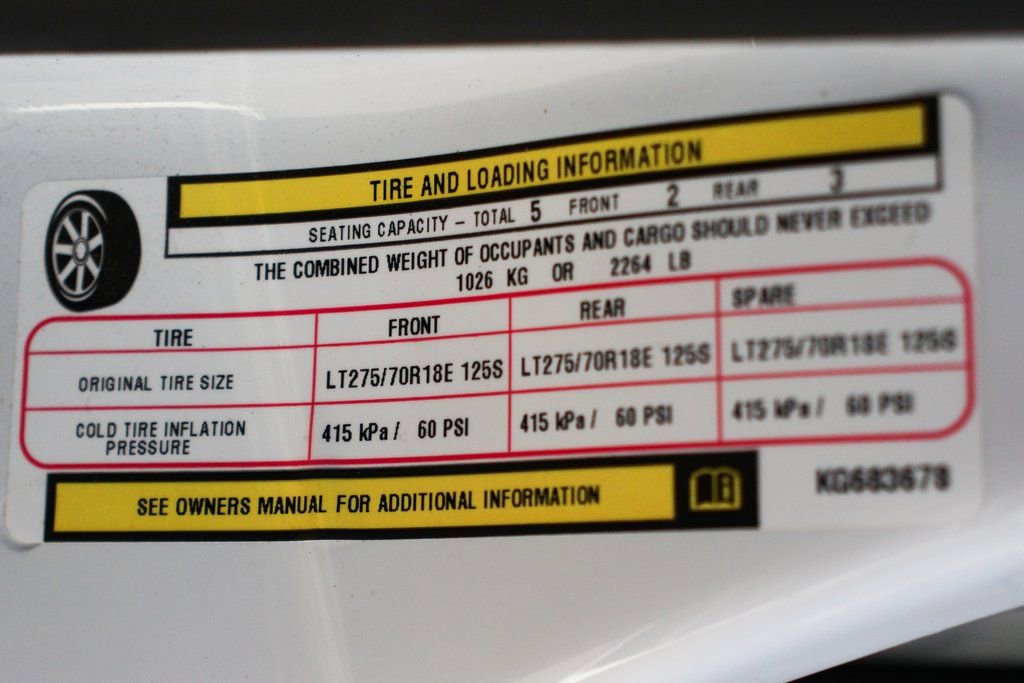 TIRE AND LOADING INFORMATION
SEATING CAPACITY – TOTAL 5 FRONT 2 REAR 3
THE COMBINED WEIGHT OF OCCUPANTS AND CARGO SHOULD NEVER EXCEED
1026 KG OR 2264 LB
TIRE FRONT REAR SPARE
ORIGINAL TIRE SIZE LT275/70R18E 125S LT275/70R18E 125S LT275/70R18E 125S
COLD TIRE INFLATION
PRESSURE 415 kPa / 60 PSI 415 kPa / 60 PSI 415 kPa / 60 PSI
SEE OWNERS MANUAL FOR ADDITIONAL INFORMATION
KG683678